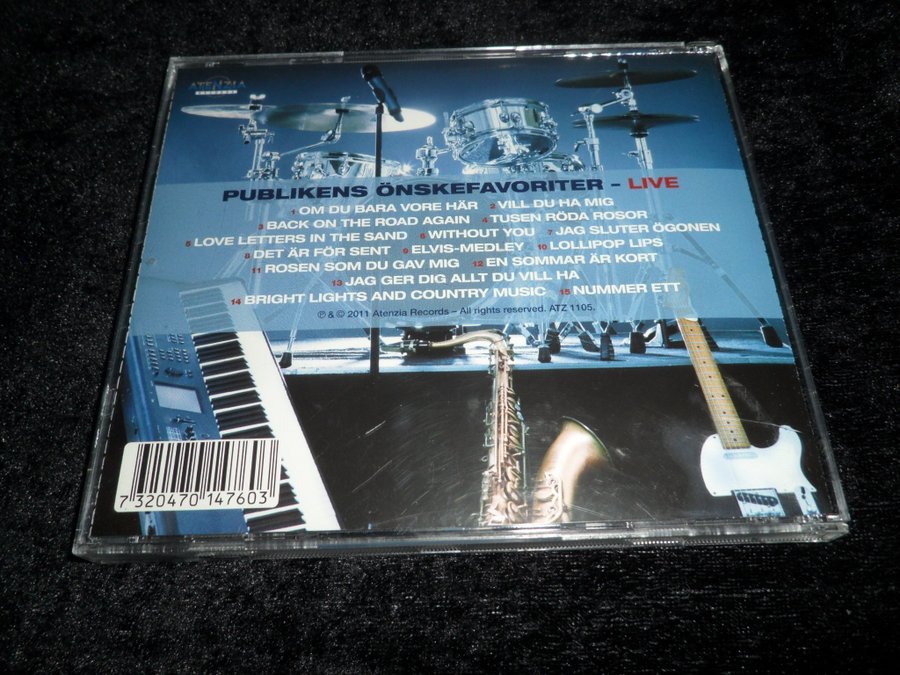 ATENZIA
RECORDS
PUBLIKENS ÖNSKEFAVORITER – LIVE
1 OM DU BARA VORE HÄR 2 VILL DU HA MIG
3 BACK ON THE ROAD AGAIN 4 TUSEN RÖDA ROSOR
5 LOVE LETTERS IN THE SAND 6 WITHOUT YOU 7 JAG SLUTER ÖGONEN
8 DET ÄR FÖR SENT 9 ELVIS-MEDLEY 10 LOLLIPOP LIPS
11 ROSEN SOM DU GAV MIG 12 EN SOMMAR ÄR KORT
13 JAG GER DIG ALLT DU VILL HA
14 BRIGHT LIGHTS AND COUNTRY MUSIC 15 NUMMER ETT
℗ & © 2011 Atenzia Records – All rights reserved. ATZ 1105.
7 320470 147603